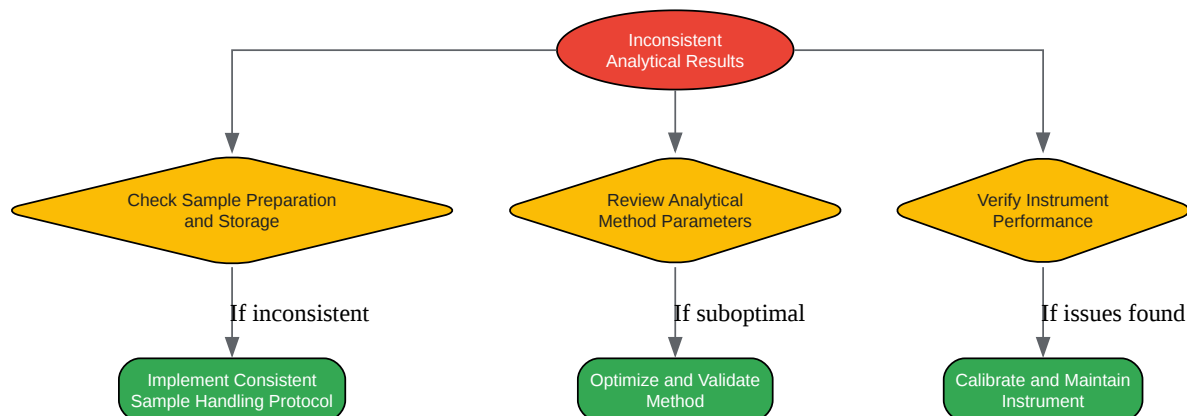 Inconsistent
Analytical Results
Check Sample Preparation
and Storage
Review Analytical
Method Parameters
Verify Instrument
Performance
If inconsistent
If suboptimal
If issues found
Implement Consistent
Sample Handling Protocol
Optimize and Validate
Method
Calibrate and Maintain
Instrument